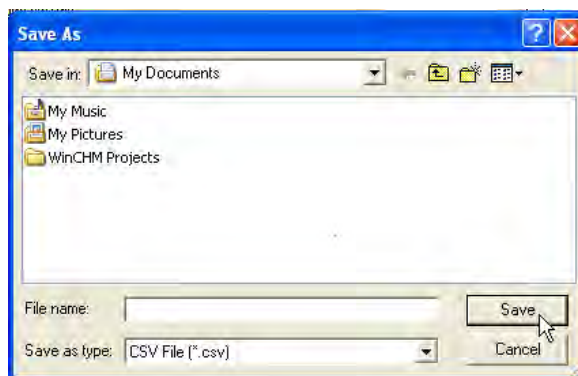 Save As
Save in: My Documents
My Music
My Pictures
WinCHM Projects
File name: Save
Save as type: CSV File (*.csv) Cancel